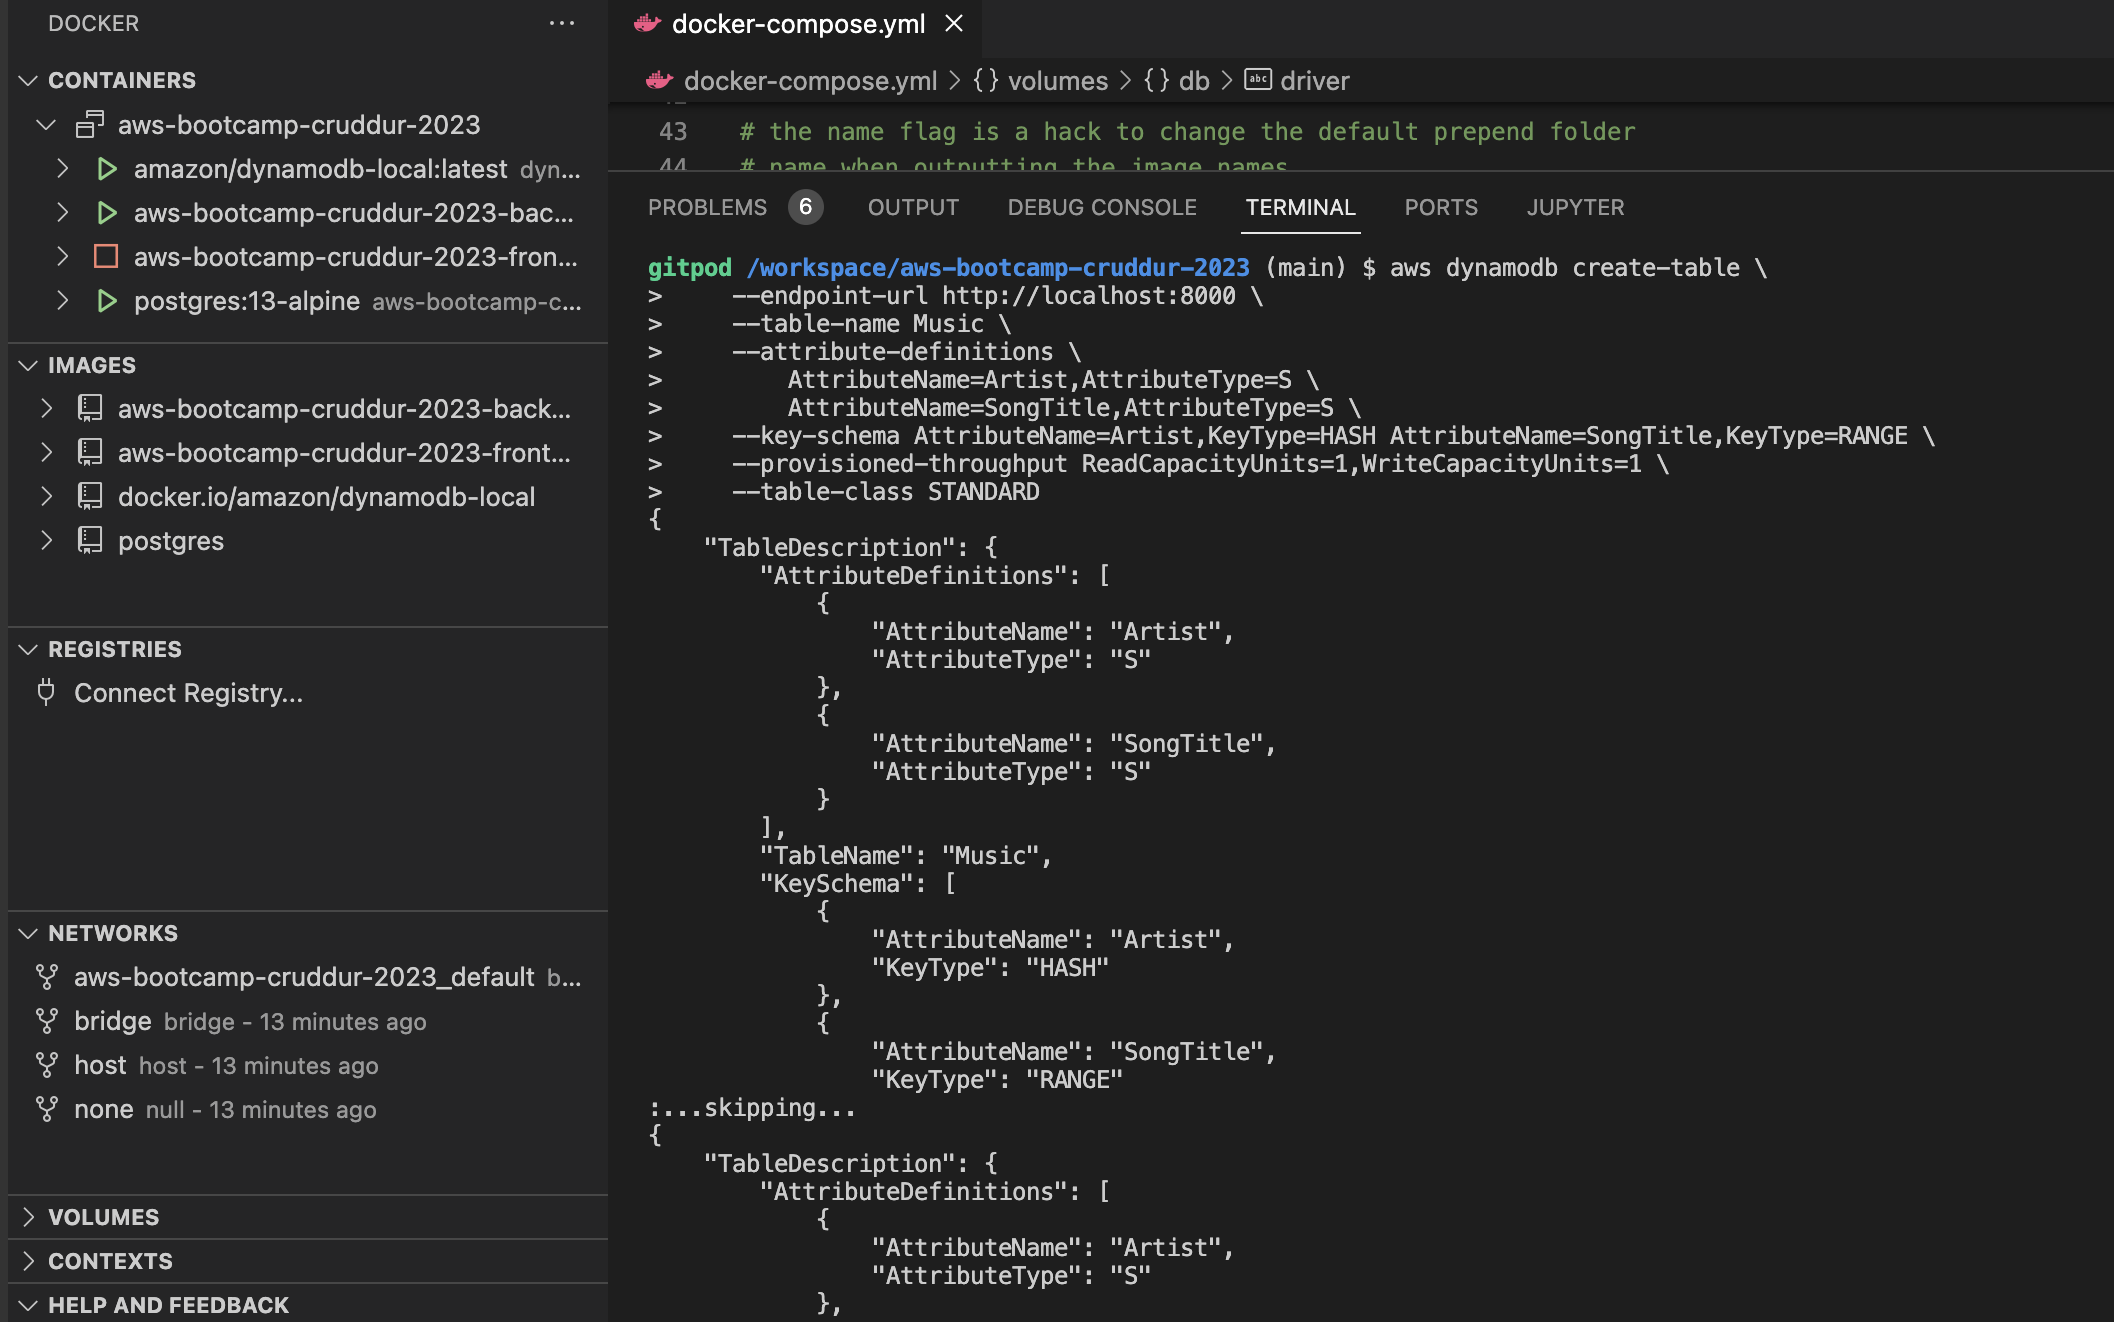 DOCKER
CONTAINERS
aws-bootcamp-cruddur-2023
amazon/dynamodb-local:latest dyn...
aws-bootcamp-cruddur-2023-bac...
aws-bootcamp-cruddur-2023-fron...
postgres:13-alpine aws-bootcamp-c...
IMAGES
aws-bootcamp-cruddur-2023-back...
aws-bootcamp-cruddur-2023-front...
docker.io/amazon/dynamodb-local
postgres
REGISTRIES
Connect Registry...
NETWORKS
aws-bootcamp-cruddur-2023_default b...
bridge bridge - 13 minutes ago
host host - 13 minutes ago
none null - 13 minutes ago
VOLUMES
CONTEXTS
HELP AND FEEDBACK
docker-compose.yml
docker-compose.yml > {} volumes > {} db > abc driver
43 # the name flag is a hack to change the default prepend folder
44 # name when outputting the image names
PROBLEMS 6 OUTPUT DEBUG CONSOLE TERMINAL PORTS JUPYTER
gitpod /workspace/aws-bootcamp-cruddur-2023 (main) $ aws dynamodb create-table \
> --endpoint-url http://localhost:8000 \
> --table-name Music \
> --attribute-definitions \
> AttributeName=Artist,AttributeType=S \
> AttributeName=SongTitle,AttributeType=S \
> --key-schema AttributeName=Artist,KeyType=HASH AttributeName=SongTitle,KeyType=RANGE \
> --provisioned-throughput ReadCapacityUnits=1,WriteCapacityUnits=1 \
> --table-class STANDARD
{
"TableDescription": {
"AttributeDefinitions": [
{
"AttributeName": "Artist",
"AttributeType": "S"
},
{
"AttributeName": "SongTitle",
"AttributeType": "S"
}
],
"TableName": "Music",
"KeySchema": [
{
"AttributeName": "Artist",
"KeyType": "HASH"
},
{
"AttributeName": "SongTitle",
"KeyType": "RANGE"
:...skipping...
{
"TableDescription": {
"AttributeDefinitions": [
{
"AttributeName": "Artist",
"AttributeType": "S"
},